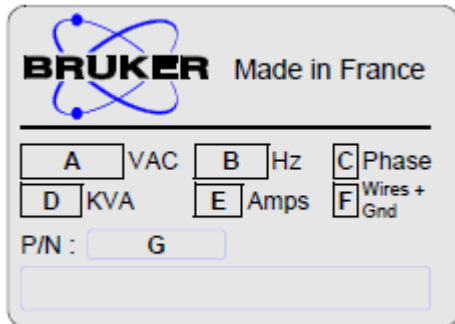 BRUKER Made in France
A VAC B Hz C Phase
D KVA E Amps F Wires + Gnd
P/N : G